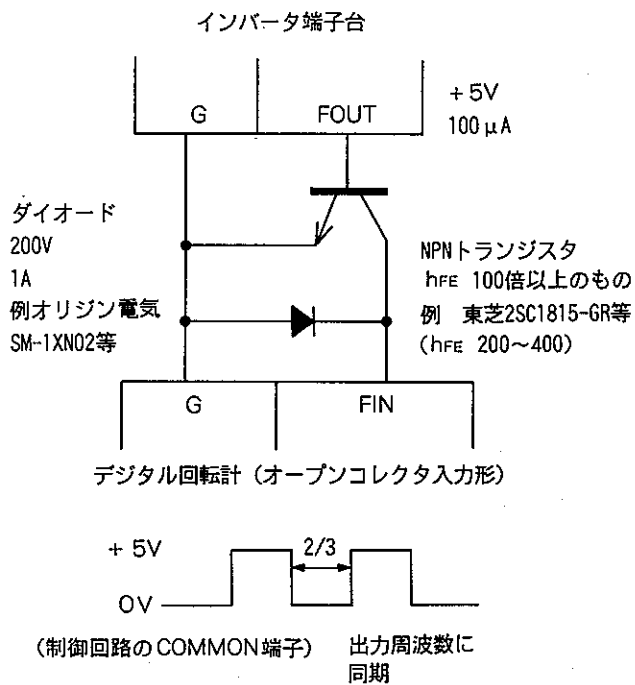 インバータ端子台
G
FOUT
+5V
100μA
ダイオード
200V
1A
例オリジン電気
SM-1XN02等
NPNトランジスタ
hFE 100倍以上のもの
例 東芝2SC1815-GR等
(hFE 200~400)
G
FIN
デジタル回転計(オープンコレクタ入力形)
+5V
2/3
0V
(制御回路のCOMMON端子)
出力周波数に
同期